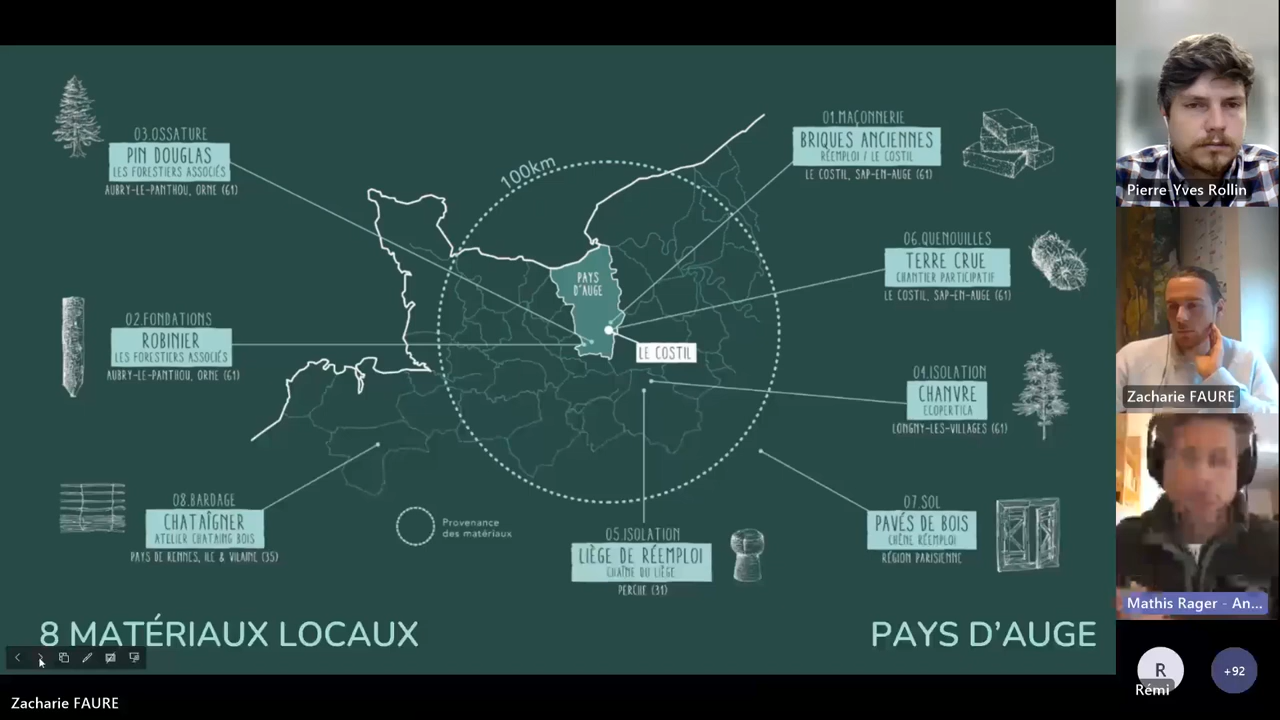 03.OSSATURE
PIN DOUGLAS
LES FORESTIERS ASSOCIÉS
AUBRY-LE-PANTHOU, ORNE (61)
02.FONDATIONS
ROBINIER
LES FORESTIERS ASSOCIÉS
AUBRY-LE-PANTHOU, ORNE (61)
08.BARDAGE
CHATAÎGNER
ATELIER CHATAING BOIS
PAYS DE RENNES, ILE & VILAINE (35)
100km
PAYS
D'AUGE
LE COSTIL
Provenance
des matériaux
05.ISOLATION
LIÈGE DE RÉEMPLOI
CHAÎNE DU LIÈGE
PERCHE (31)
01.MAÇONNERIE
BRIQUES ANCIENNES
RÉEMPLOI / LE COSTIL
LE COSTIL, SAP-EN-AUGE (61)
06.QUENOUILLES
TERRE CRUE
CHANTIER PARTICIPATIF
LE COSTIL, SAP-EN-AUGE (61)
04.ISOLATION
CHANVRE
ECOPERTICA
LONGNY-LES-VILLAGES (61)
07.SOL
PAVÉS DE BOIS
CHÊNE RÉEMPLOI
RÉGION PARISIENNE
8 MATÉRIAUX LOCAUX
PAYS D'AUGE
Zacharie FAURE
Pierre-Yves Rollin
Zacharie FAURE
Mathis Rager - An...
R
Rémi
+92